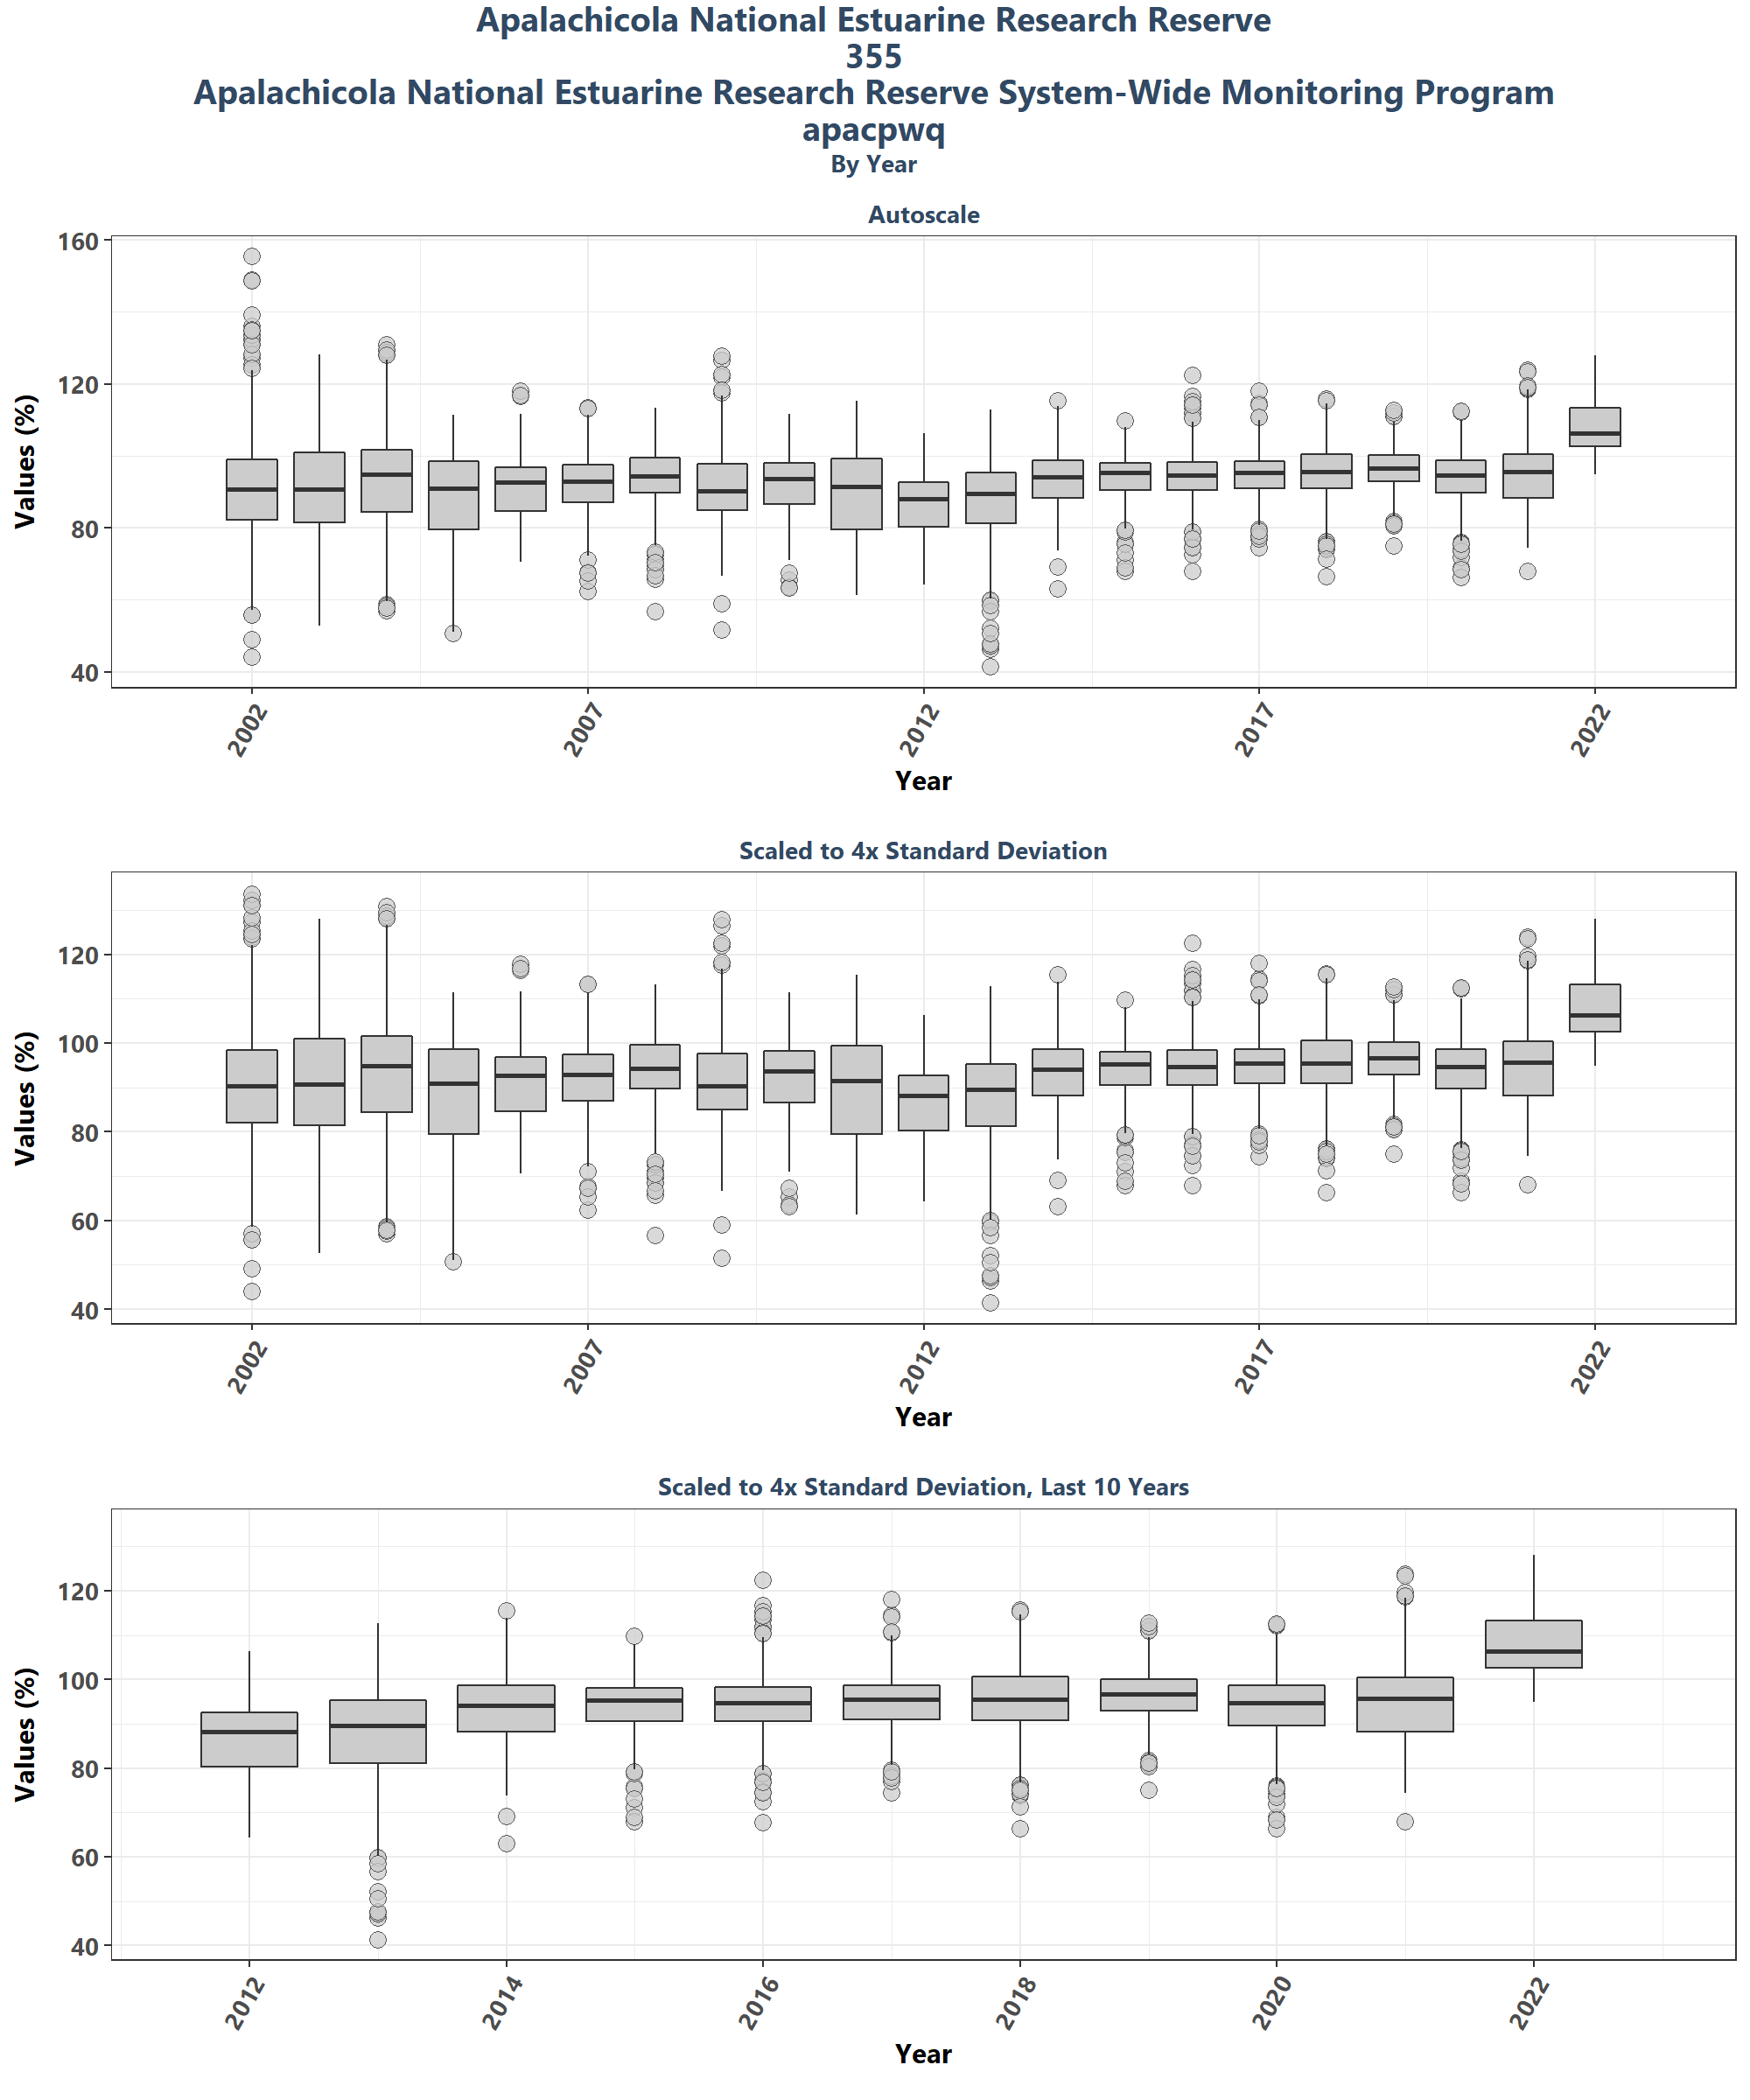 Apalachicola National Estuarine Research Reserve
355
Apalachicola National Estuarine Research Reserve System-Wide Monitoring Program
apacpwq
By Year
Autoscale
160
120
80
40
Values (%)
2002
2007
2012
2017
2022
Year
Scaled to 4x Standard Deviation
120
100
80
60
40
Values (%)
2002
2007
2012
2017
2022
Year
Scaled to 4x Standard Deviation, Last 10 Years
120
100
80
60
40
Values (%)
2012
2014
2016
2018
2020
2022
Year